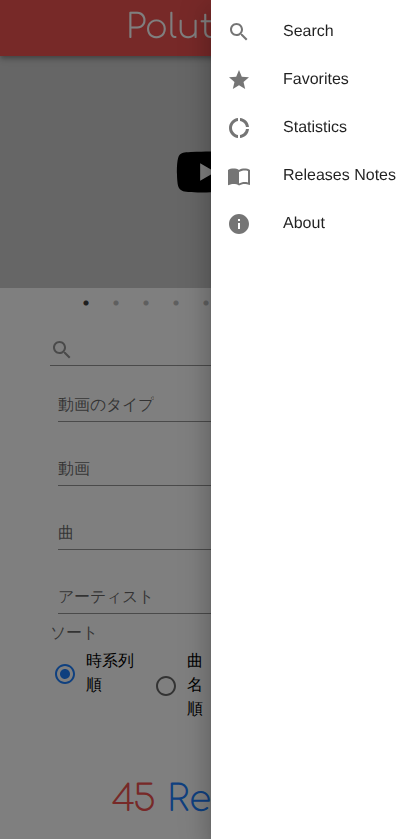 Polut
Search
Favorites
Statistics
Releases Notes
About
動画のタイプ
動画
曲
アーティスト
ソート
時系列
順
曲
名
順
45 Re